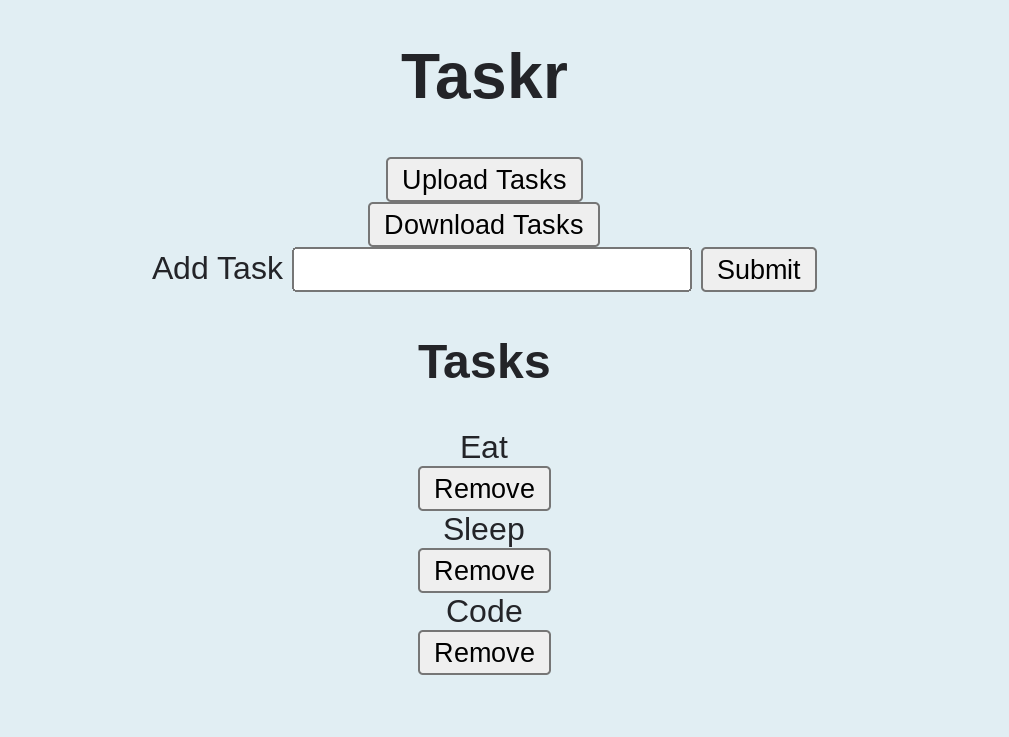 Taskr
Upload Tasks
Download Tasks
Add Task Submit
Tasks
Eat
Remove
Sleep
Remove
Code
Remove